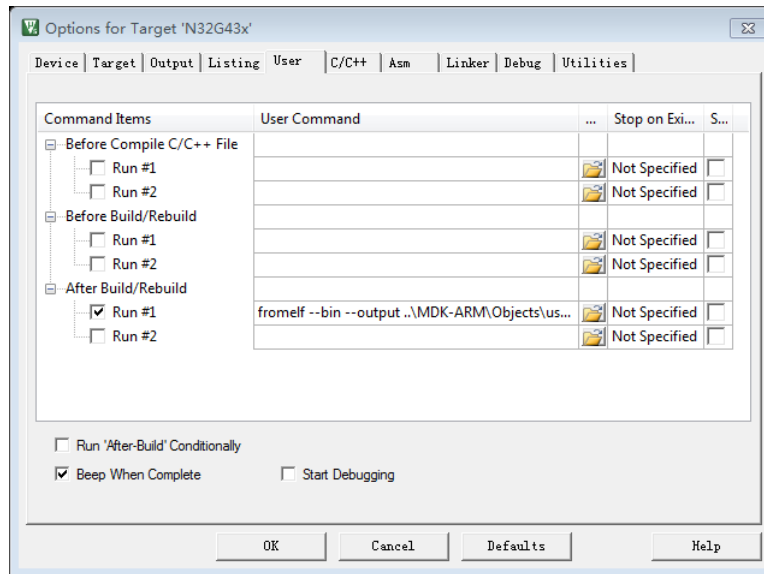 Options for Target 'N32G43x'
Device Target Output Listing User C/C++ Asm Linker Debug Utilities
Command Items User Command ... Stop on Exi... S...
Before Compile C/C++ File
Run #1 Not Specified
Run #2 Not Specified
Before Build/Rebuild
Run #1 Not Specified
Run #2 Not Specified
After Build/Rebuild
Run #1 fromelf --bin --output ..\MDK-ARM\Objects\us... Not Specified
Run #2 Not Specified
Run 'After-Build' Conditionally
Beep When Complete Start Debugging
OK Cancel Defaults Help